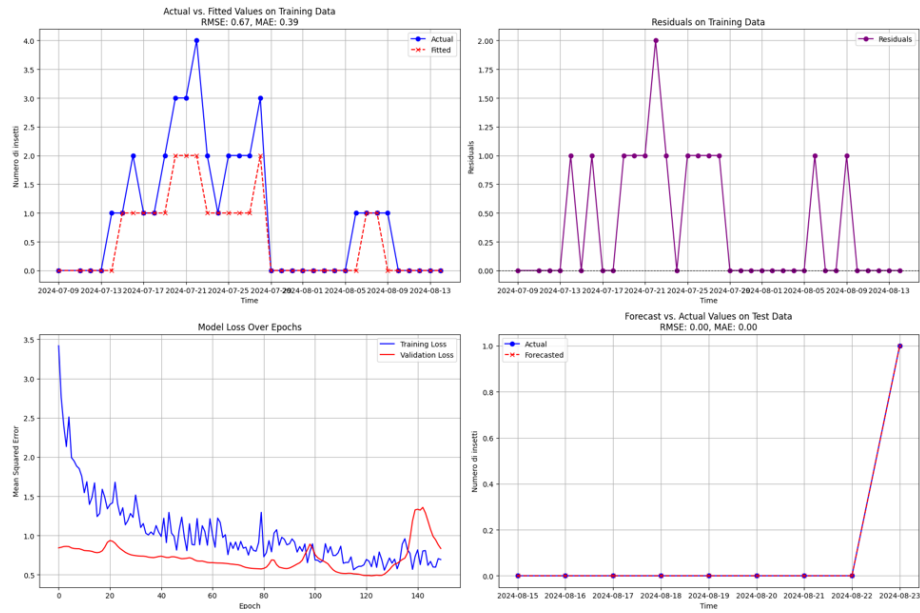 Actual vs. Fitted Values on Training Data
RMSE: 0.67, MAE: 0.39
Actual
Fitted
Numero di insetti
4.0
3.5
3.0
2.5
2.0
1.5
1.0
0.5
0.0
2024-07-09 2024-07-13 2024-07-17 2024-07-21 2024-07-25 2024-07-29 2024-08-01 2024-08-05 2024-08-09 2024-08-13
Time
Residuals on Training Data
Residuals
Residuals
2.00
1.75
1.50
1.25
1.00
0.75
0.50
0.25
0.00
2024-07-09 2024-07-13 2024-07-17 2024-07-21 2024-07-25 2024-07-29 2024-08-01 2024-08-05 2024-08-09 2024-08-13
Time
Model Loss Over Epochs
Training Loss
Validation Loss
Mean Squared Error
3.5
3.0
2.5
2.0
1.5
1.0
0.5
0 20 40 60 80 100 120 140
Epoch
Forecast vs. Actual Values on Test Data
RMSE: 0.00, MAE: 0.00
Actual
Forecasted
Numero di insetti
1.0
0.8
0.6
0.4
0.2
0.0
2024-08-15 2024-08-16 2024-08-17 2024-08-18 2024-08-19 2024-08-20 2024-08-21 2024-08-22 2024-08-23
Time